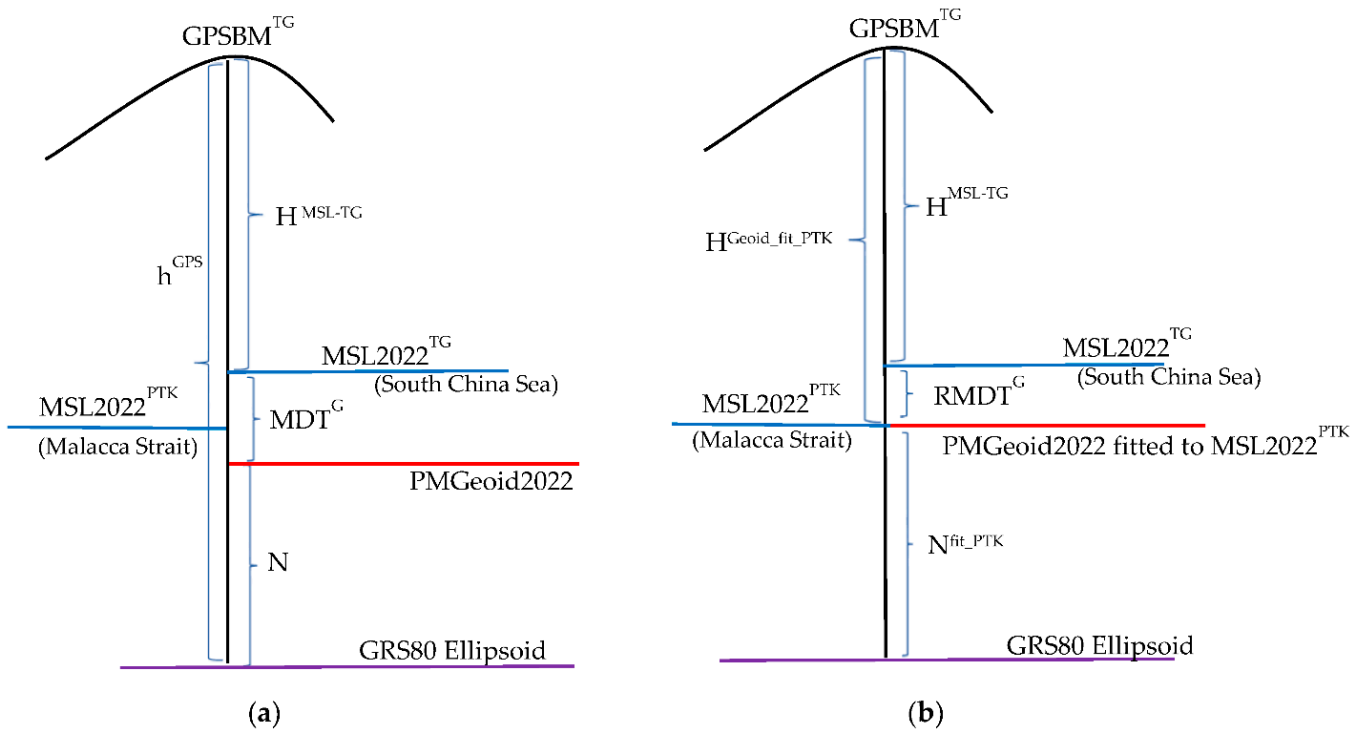 GPSBM^TG
H^MSL-TG
h^GPS
MSL2022^TG
(South China Sea)
MSL2022^PTK
(Malacca Strait)
MDT^G
PMGeoid2022
N
GRS80 Ellipsoid
(a)
GPSBM^TG
H^MSL-TG
H^Geoid_fit_PTK
MSL2022^TG
(South China Sea)
MSL2022^PTK
(Malacca Strait)
RMDT^G
PMGeoid2022 fitted to MSL2022^PTK
N^fit_PTK
GRS80 Ellipsoid
(b)